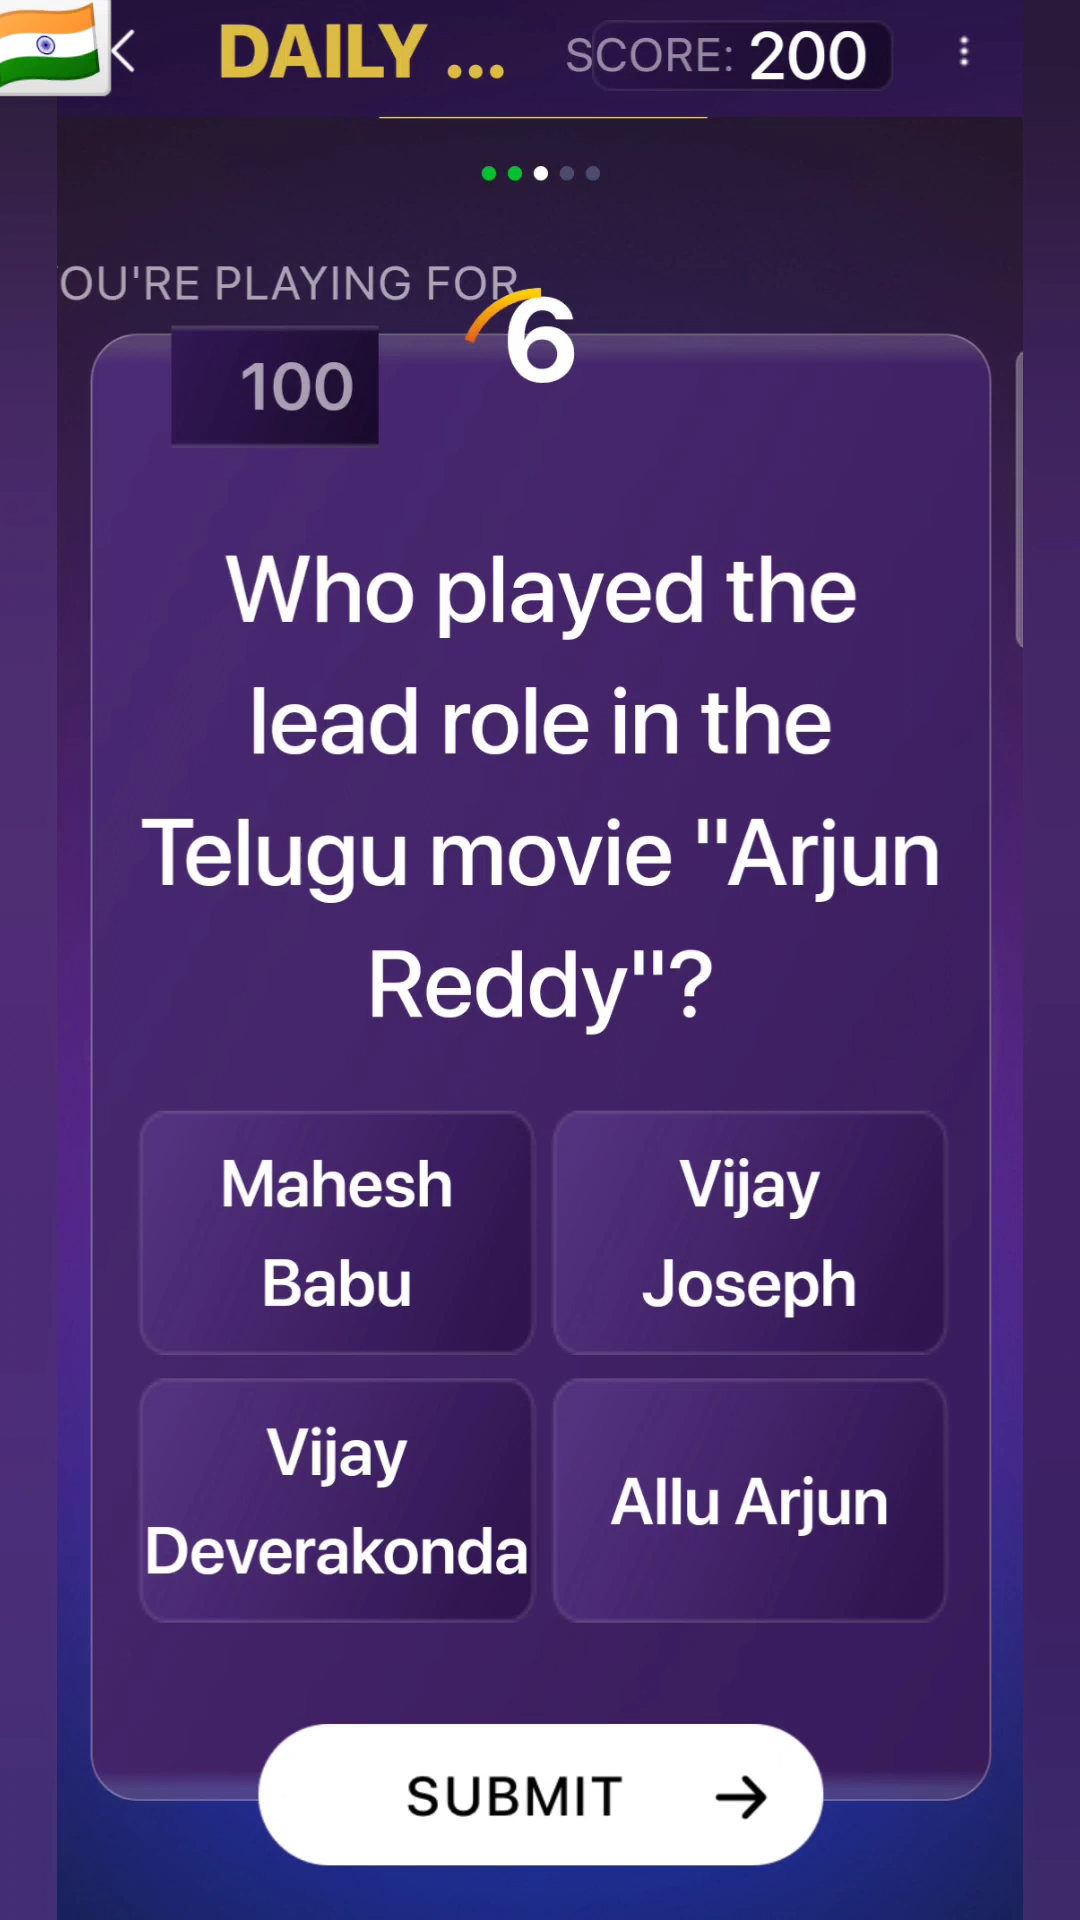 DAILY ...
SCORE: 200
OU'RE PLAYING FOR
6
100
Who played the
lead role in the
Telugu movie "Arjun
Reddy"?
Mahesh
Babu
Vijay
Joseph
Vijay
Deverakonda
Allu Arjun
SUBMIT →